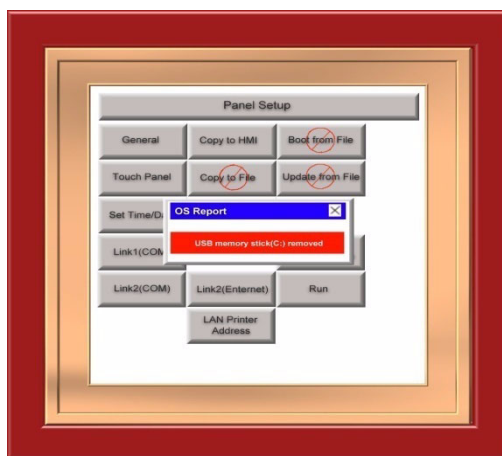 Panel Setup
General
Copy to HMI
Boot from File
Touch Panel
Copy to File
Update from File
Set Time/Da
OS Report
USB memory stick(C:) removed
Link1(COM
Link2(COM)
Link2(Enternet)
Run
LAN Printer
Address